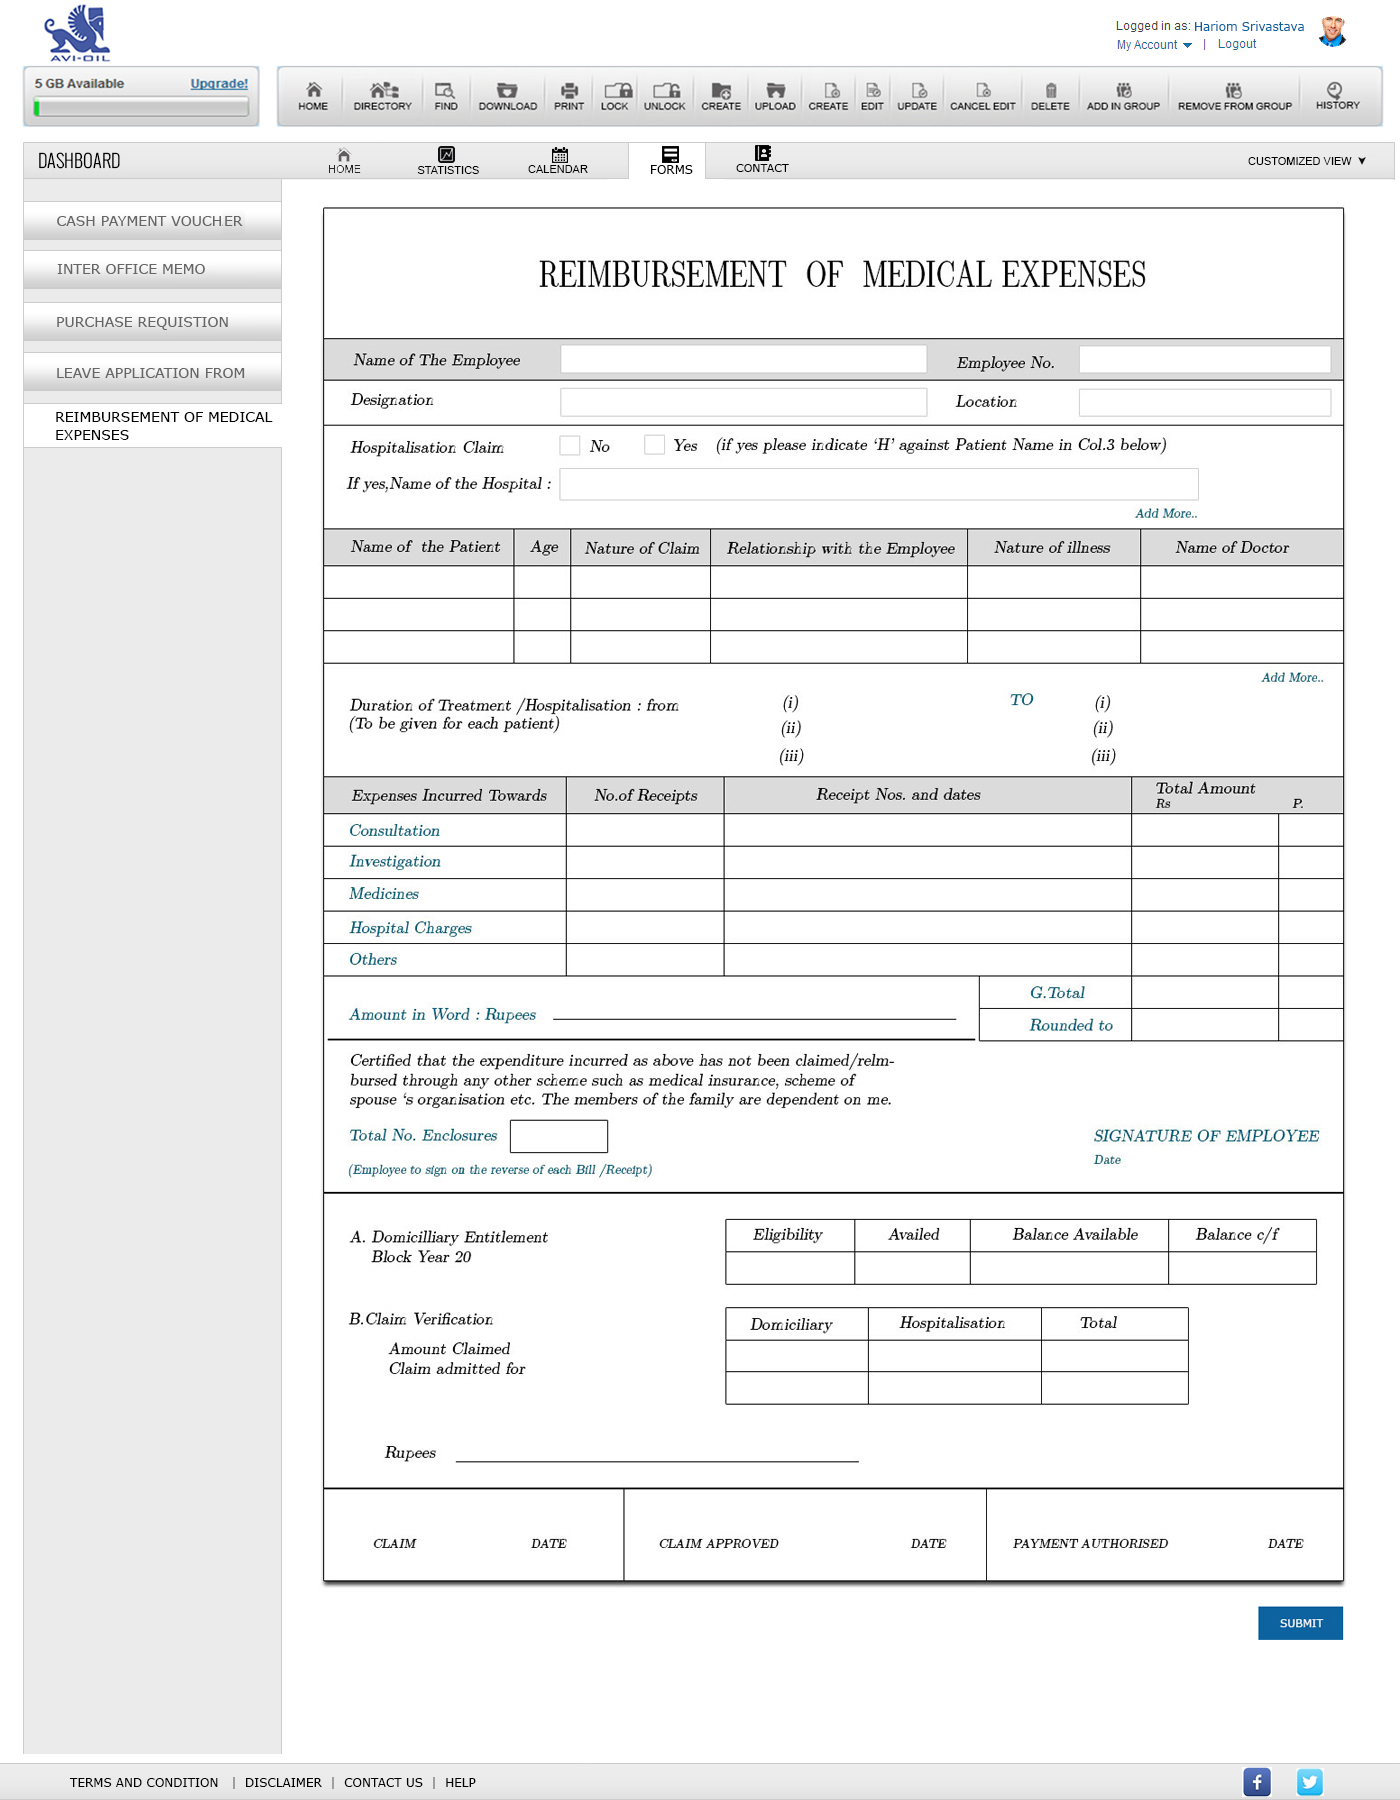 AVI-OIL
Logged in as: Hariom Srivastava
My Account | Logout
5 GB Available Upgrade!
HOME DIRECTORY FIND DOWNLOAD PRINT LOCK UNLOCK CREATE UPLOAD CREATE EDIT UPDATE CANCEL EDIT DELETE ADD IN GROUP REMOVE FROM GROUP HISTORY
DASHBOARD HOME STATISTICS CALENDAR FORMS CONTACT CUSTOMIZED VIEW
CASH PAYMENT VOUCHER
INTER OFFICE MEMO
PURCHASE REQUISTION
LEAVE APPLICATION FROM
REIMBURSEMENT OF MEDICAL
EXPENSES
REIMBURSEMENT OF MEDICAL EXPENSES
Name of The Employee Employee No.
Designation Location
Hospitalisation Claim No Yes (if yes please indicate ‘H’ against Patient Name in Col.3 below)
If yes,Name of the Hospital :
Add More..
Name of the Patient Age Nature of Claim Relationship with the Employee Nature of illness Name of Doctor
Add More..
Duration of Treatment /Hospitalisation : from (i) TO (i)
(To be given for each patient) (ii) (ii)
(iii) (iii)
Expenses Incurred Towards No.of Receipts Receipt Nos. and dates Total Amount
Rs P.
Consultation
Investigation
Medicines
Hospital Charges
Others
G.Total
Amount in Word : Rupees
Rounded to
Certified that the expenditure incurred as above has not been claimed/relm-
bursed through any other scheme such as medical insurance, scheme of
spouse ‘s organisation etc. The members of the family are dependent on me.
Total No. Enclosures SIGNATURE OF EMPLOYEE
Date
(Employee to sign on the reverse of each Bill /Receipt)
A. Domicilliary Entitlement Eligibility Availed Balance Available Balance c/f
Block Year 20
B.Claim Verification Domiciliary Hospitalisation Total
Amount Claimed
Claim admitted for
Rupees
CLAIM DATE CLAIM APPROVED DATE PAYMENT AUTHORISED DATE
SUBMIT
TERMS AND CONDITION | DISCLAIMER | CONTACT US | HELP